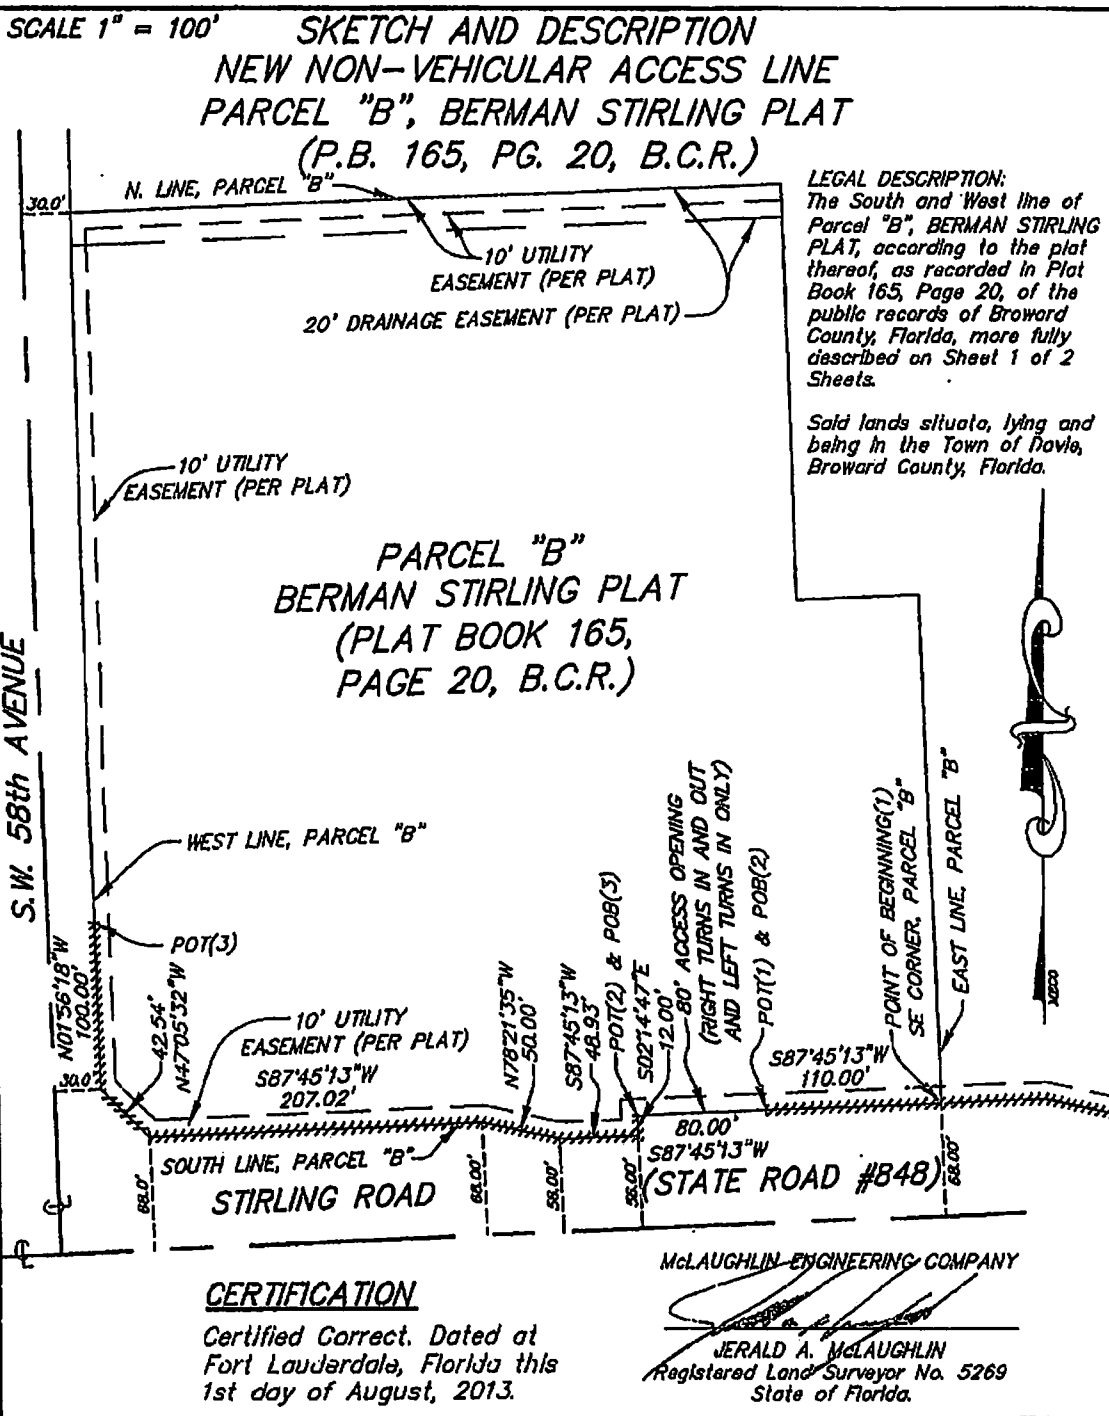 SCALE 1" = 100'
SKETCH AND DESCRIPTION
NEW NON-VEHICULAR ACCESS LINE
PARCEL "B", BERMAN STIRLING PLAT
(P.B. 165, PG. 20, B.C.R.)
N. LINE, PARCEL "B"
30.0'
10' UTILITY
EASEMENT (PER PLAT)
20' DRAINAGE EASEMENT (PER PLAT)
LEGAL DESCRIPTION:
The South and West line of
Parcel "B", BERMAN STIRLING
PLAT, according to the plat
thereof, as recorded in Plat
Book 165, Page 20, of the
public records of Broward
County, Florida, more fully
described on Sheet 1 of 2
Sheets.
Said lands situate, lying and
being in the Town of Davie,
Broward County, Florida.
10' UTILITY
EASEMENT (PER PLAT)
PARCEL "B"
BERMAN STIRLING PLAT
(PLAT BOOK 165,
PAGE 20, B.C.R.)
S.W. 58th AVENUE
WEST LINE, PARCEL "B"
POT(3)
N01°56'18"W
100.00'
42.54'
N47°05'32"W
30.0'
10' UTILITY
EASEMENT (PER PLAT)
S87°45'13"W
207.02'
N78°21'35"W
50.00'
S87°45'13"W
48.93'
POT(2) & POB(3)
S02°14'47"E
12.00'
80' ACCESS OPENING
(RIGHT TURNS IN AND OUT
AND LEFT TURNS IN ONLY)
POT(1) & POB(2)
S87°45'13"W
110.00'
POINT OF BEGINNING(1)
SE CORNER, PARCEL "B"
EAST LINE, PARCEL "B"
80.00'
S87°45'13"W
SOUTH LINE, PARCEL "B"
68.0'
68.00'
56.00'
56.00'
68.00'
STIRLING ROAD
(STATE ROAD #848)
CERTIFICATION
Certified Correct. Dated at
Fort Lauderdale, Florida this
1st day of August, 2013.
McLAUGHLIN ENGINEERING COMPANY
JERALD A. McLAUGHLIN
Registered Land Surveyor No. 5269
State of Florida.